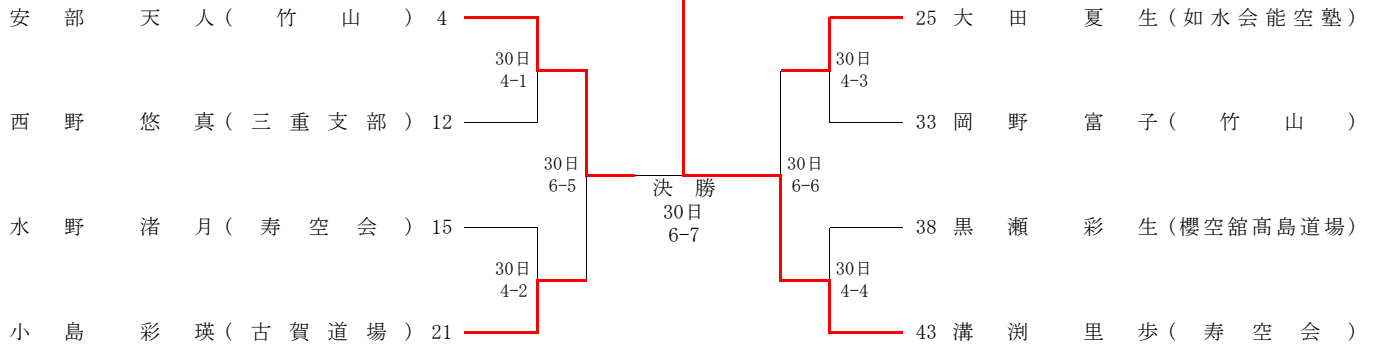 安部 天人(竹山) 4
30日
4-1
西野 悠真(三重支部) 12
30日
6-5
水野 渚月(寿空会) 15
30日
4-2
小島 彩瑛(古賀道場) 21
決勝
30日
6-7
25 大田 夏生(如水会能空塾)
30日
4-3
33 岡野 富子(竹山)
30日
6-6
38 黒瀬 彩生(櫻空舘髙島道場)
30日
4-4
43 溝渕 里歩(寿空会)